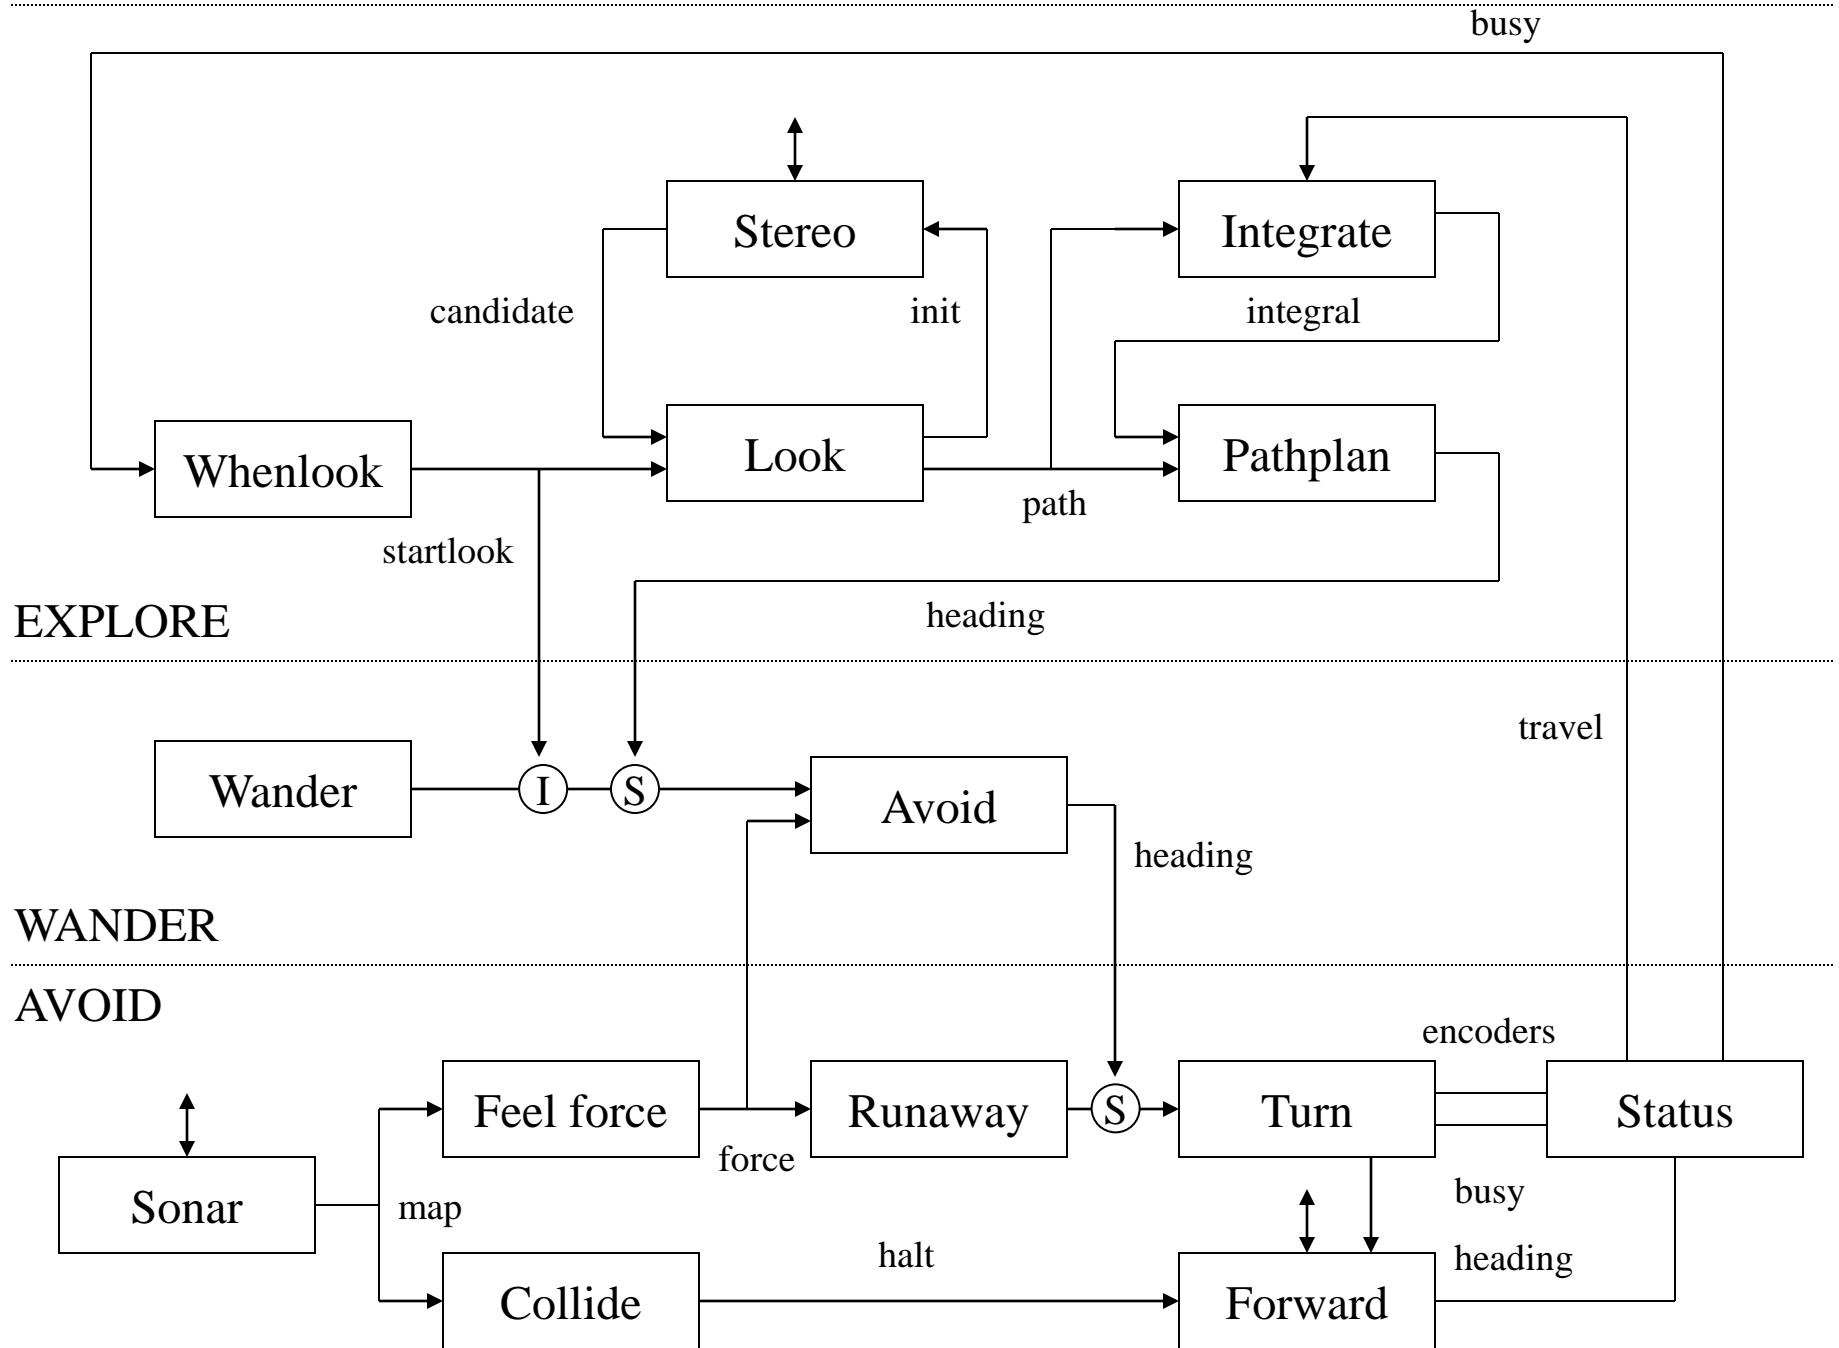 busy
Stereo
Integrate
candidate
init
integral
Whenlook
Look
Pathplan
path
startlook
EXPLORE
heading
travel
Wander
I
S
Avoid
heading
WANDER
AVOID
encoders
Feel force
Runaway
S
Turn
Status
force
busy
Sonar
map
halt
heading
Collide
Forward